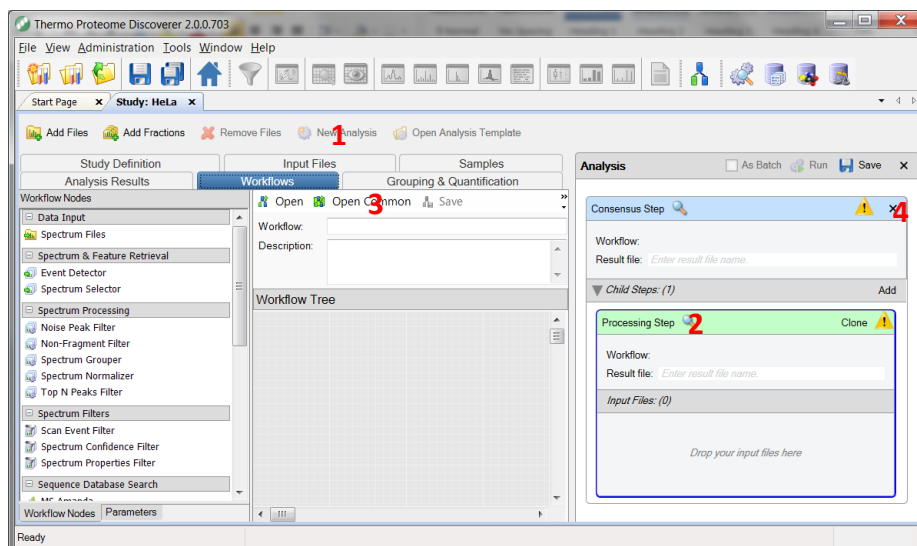 Thermo Proteome Discoverer 2.0.0.703
File View Administration Tools Window Help
Start Page x Study: HeLa x
Add Files Add Fractions Remove Files New Analysis Open Analysis Template
1
Study Definition Input Files Samples
Analysis Results Workflows Grouping & Quantification
Workflow Nodes
Data Input
Spectrum Files
Spectrum & Feature Retrieval
Event Detector
Spectrum Selector
Spectrum Processing
Noise Peak Filter
Non-Fragment Filter
Spectrum Grouper
Spectrum Normalizer
Top N Peaks Filter
Spectrum Filters
Scan Event Filter
Spectrum Confidence Filter
Spectrum Properties Filter
Sequence Database Search
MS Amanda
Workflow Nodes Parameters
Open Open Common Save »
3
Workflow:
Description:
Workflow Tree
Analysis As Batch Run Save x
Consensus Step x
4
Workflow:
Result file: Enter result file name.
Child Steps: (1) Add
Processing Step Clone
2
Workflow:
Result file: Enter result file name.
Input Files: (0)
Drop your input files here
Ready